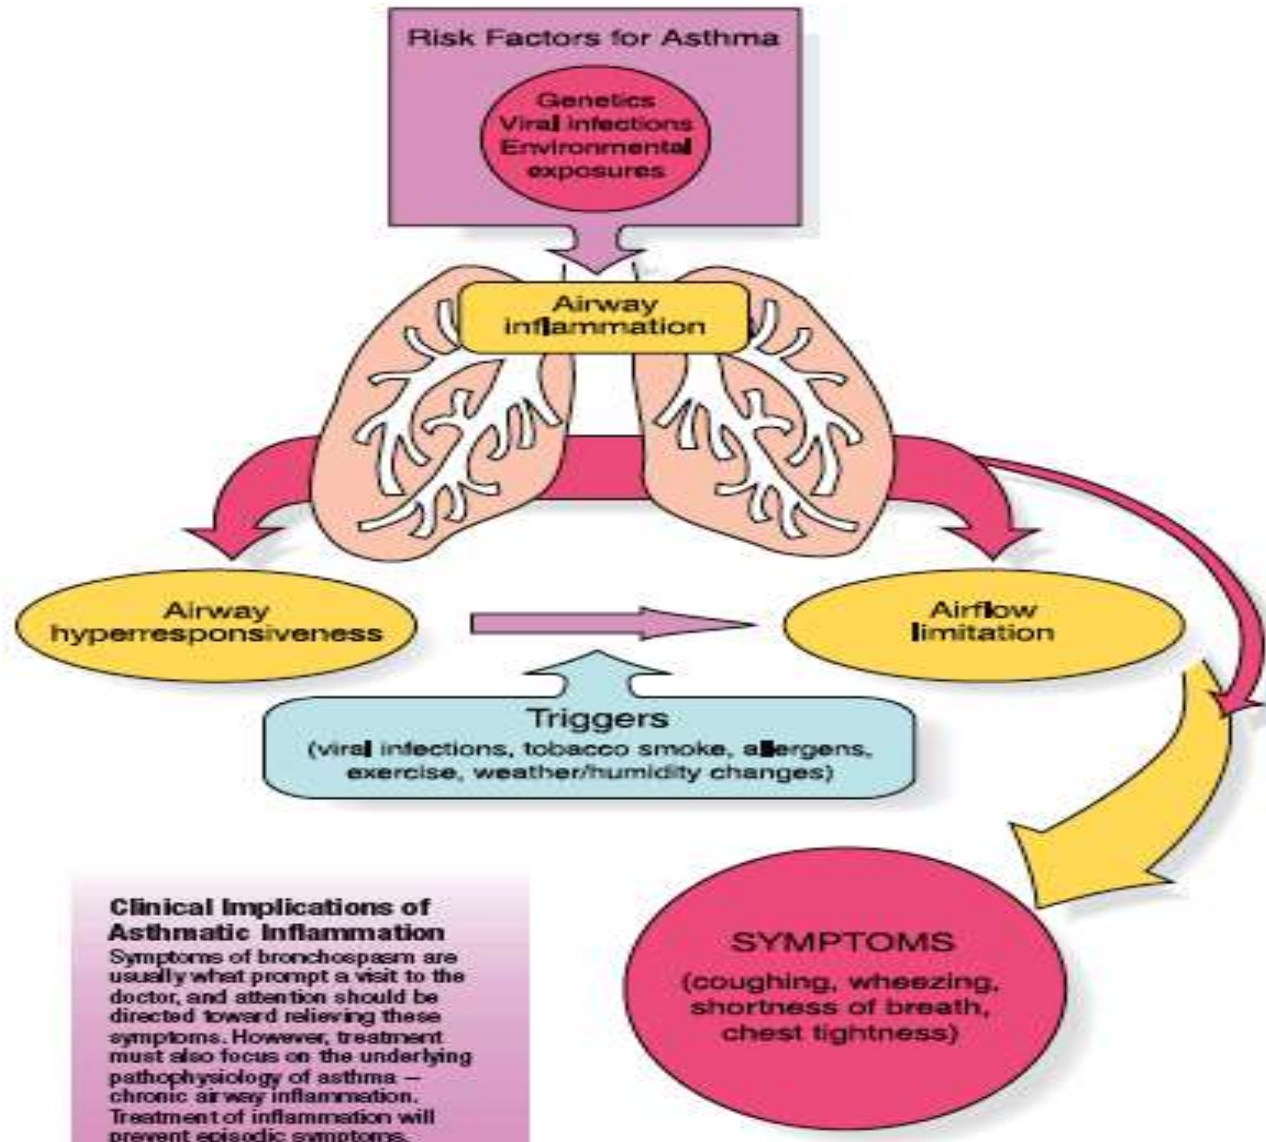 Risk Factors for Asthma
Genetics
Viral infections
Environmental
exposures
Airway
inflammation
Airway
hyperresponsiveness
Airflow
limitation
Triggers
(viral infections, tobacco smoke, allergens,
exercise, weather/humidity changes)
SYMPTOMS
(coughing, wheezing,
shortness of breath,
chest tightness)
Clinical Implications of
Asthmatic Inflammation
Symptoms of bronchospasm are
usually what prompt a visit to the
doctor, and attention should be
directed toward relieving these
symptoms. However, treatment
must also focus on the underlying
pathophysiology of asthma —
chronic airway inflammation.
Treatment of inflammation will
prevent episodic symptoms.